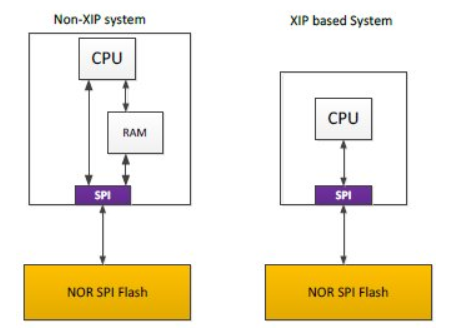 Non-XIP system
CPU
RAM
SPI
NOR SPI Flash
XIP based System
CPU
SPI
NOR SPI Flash